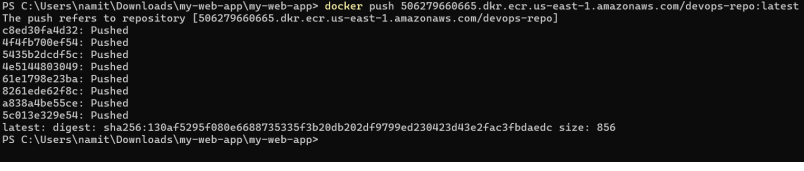 PS C:\Users\namit\Downloads\my-web-app\my-web-app> docker push 506279660665.dkr.ecr.us-east-1.amazonaws.com/devops-repo:latest
The push refers to repository [506279660665.dkr.ecr.us-east-1.amazonaws.com/devops-repo]
c8ed30fa4d32: Pushed
4f4fb700ef54: Pushed
5435b2dcdf5c: Pushed
4e5144803049: Pushed
61e1798e23ba: Pushed
8261ede62f8c: Pushed
a838a4be55ce: Pushed
5c013e329e54: Pushed
latest: digest: sha256:130af5295f080e6688735335f3b20db202df9799ed230423d43e2fac3fbdaedc size: 856
PS C:\Users\namit\Downloads\my-web-app\my-web-app>